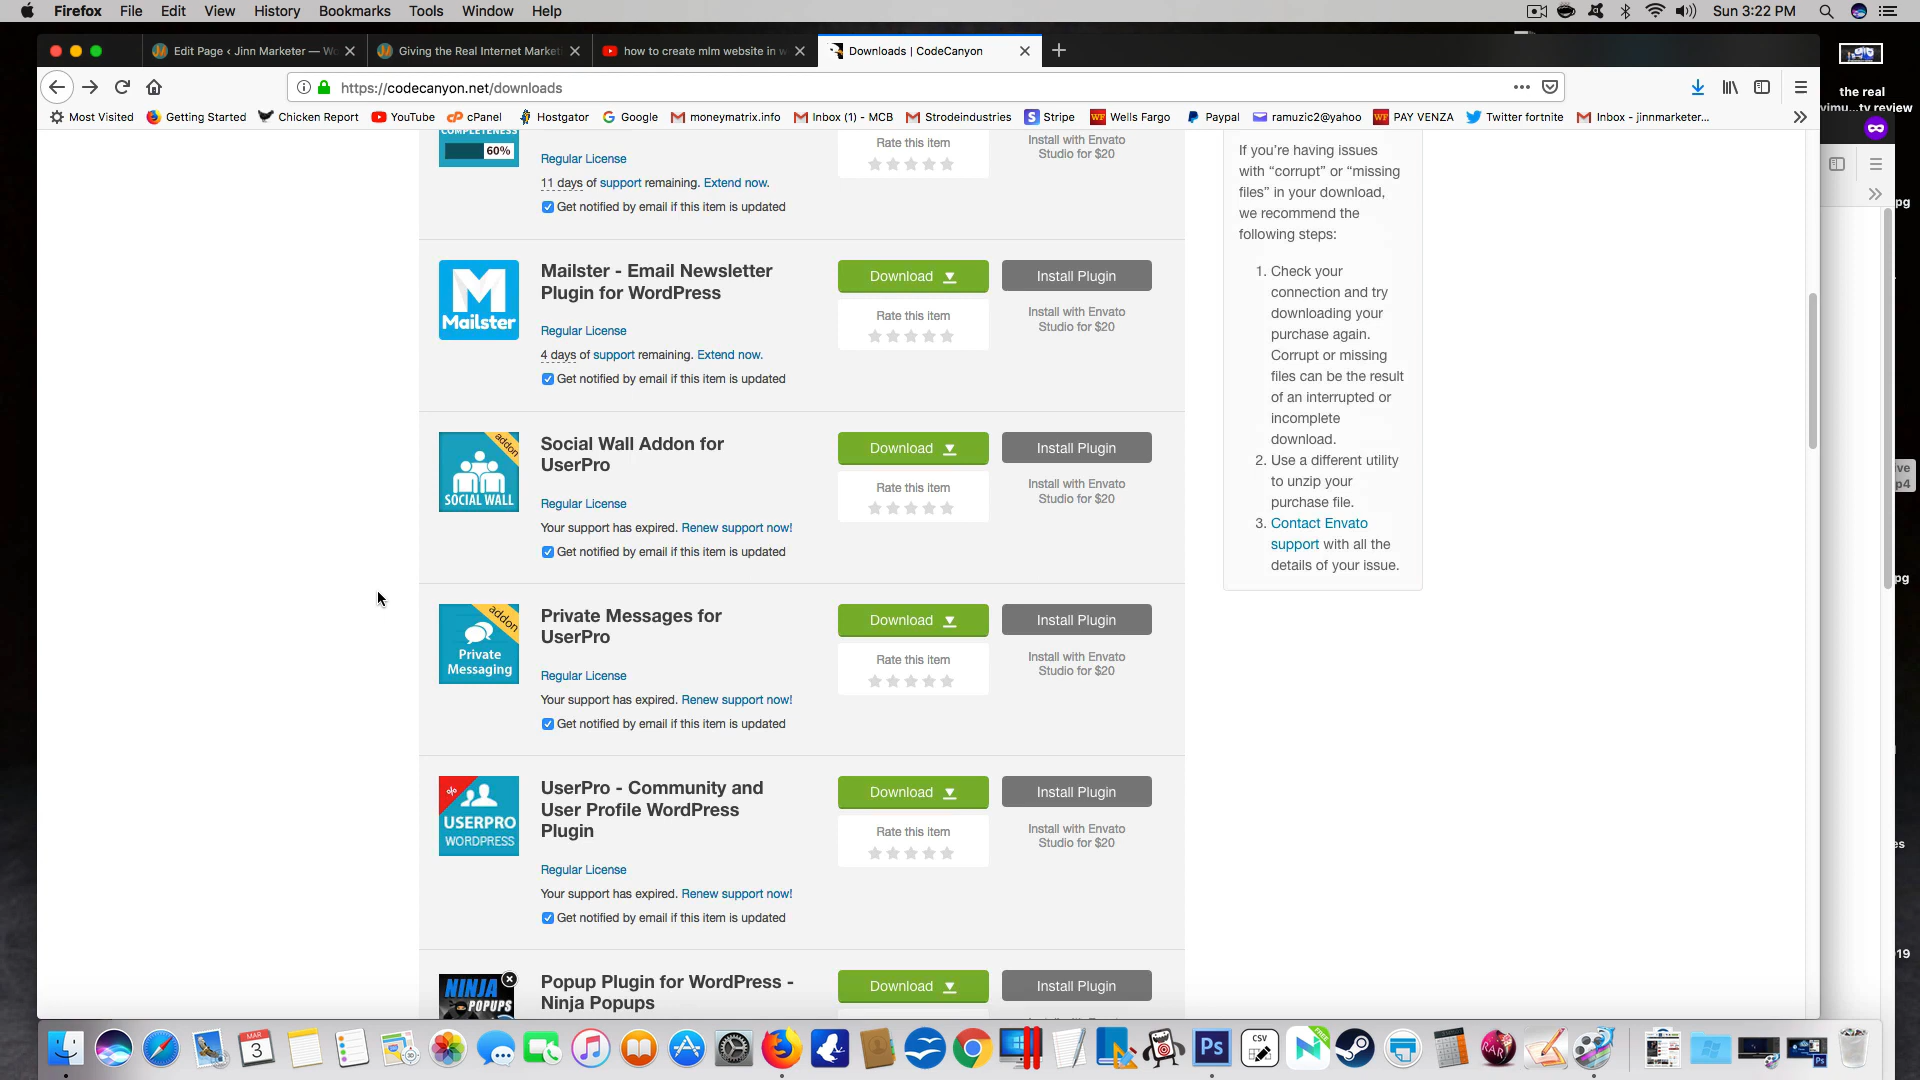 Firefox File Edit View History Bookmarks Tools Window Help
Sun 3:22 PM
Edit Page ‹ Jinn Marketer — Wo
Giving the Real Internet Market
how to create mlm website in w
Downloads | CodeCanyon
https://codecanyon.net/downloads
Most Visited Getting Started Chicken Report YouTube cPanel Hostgator Google moneymatrix.info Inbox (1) - MCB Strodeindustries Stripe Wells Fargo Paypal ramuzic2@yahoo PAY VENZA Twitter fortnite Inbox - jinnmarketer...
the real
COMPLETENESS
60%
Regular License
11 days of support remaining. Extend now.
Get notified by email if this item is updated
Rate this item
Install with Envato
Studio for $20
Mailster
Mailster - Email Newsletter
Plugin for WordPress
Regular License
4 days of support remaining. Extend now.
Get notified by email if this item is updated
Download
Rate this item
Install Plugin
Install with Envato
Studio for $20
addon
SOCIAL WALL
Social Wall Addon for
UserPro
Regular License
Your support has expired. Renew support now!
Get notified by email if this item is updated
Download
Rate this item
Install Plugin
Install with Envato
Studio for $20
addon
Private
Messaging
Private Messages for
UserPro
Regular License
Your support has expired. Renew support now!
Get notified by email if this item is updated
Download
Rate this item
Install Plugin
Install with Envato
Studio for $20
%
USERPRO
WORDPRESS
UserPro - Community and
User Profile WordPress
Plugin
Regular License
Your support has expired. Renew support now!
Get notified by email if this item is updated
Download
Rate this item
Install Plugin
Install with Envato
Studio for $20
NINJA
POPUPS
Popup Plugin for WordPress -
Ninja Popups
Download
Install Plugin
If you're having issues
with “corrupt” or “missing
files” in your download,
we recommend the
following steps:
1. Check your
connection and try
downloading your
purchase again.
Corrupt or missing
files can be the result
of an interrupted or
incomplete
download.
2. Use a different utility
to unzip your
purchase file.
3. Contact Envato
support with all the
details of your issue.
MAR
3
Ps
CSV
RAR